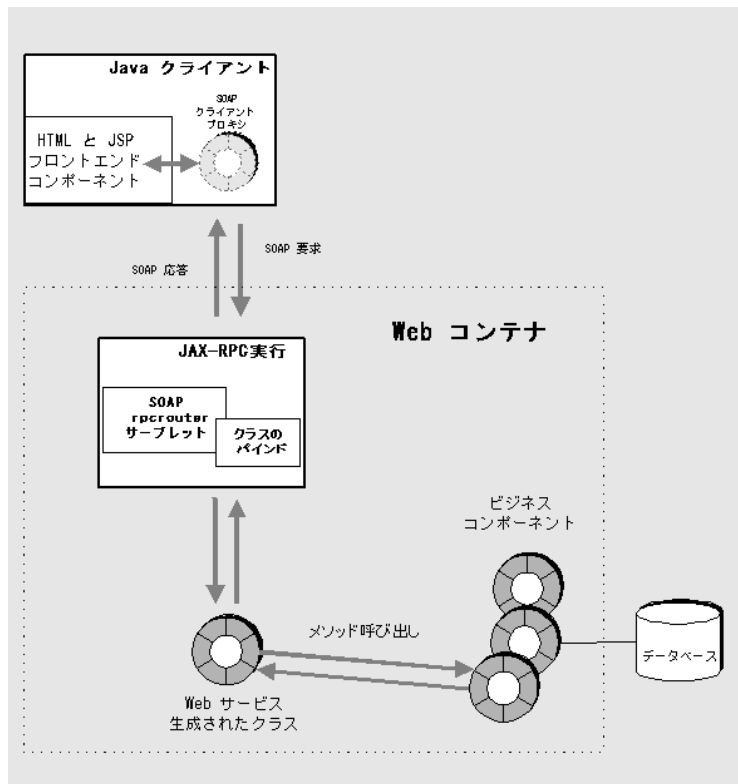 Java クライアント
SOAP
クライアント
プロキシ
HTML と JSP
フロントエンド
コンポーネント
SOAP 要求
SOAP 応答
Web コンテナ
JAX-RPC実行
SOAP
rpcrouter
サーブレット
クラスの
バインド
ビジネス
コンポーネント
メソッド呼び出し
データベース
Web サービス
生成されたクラス